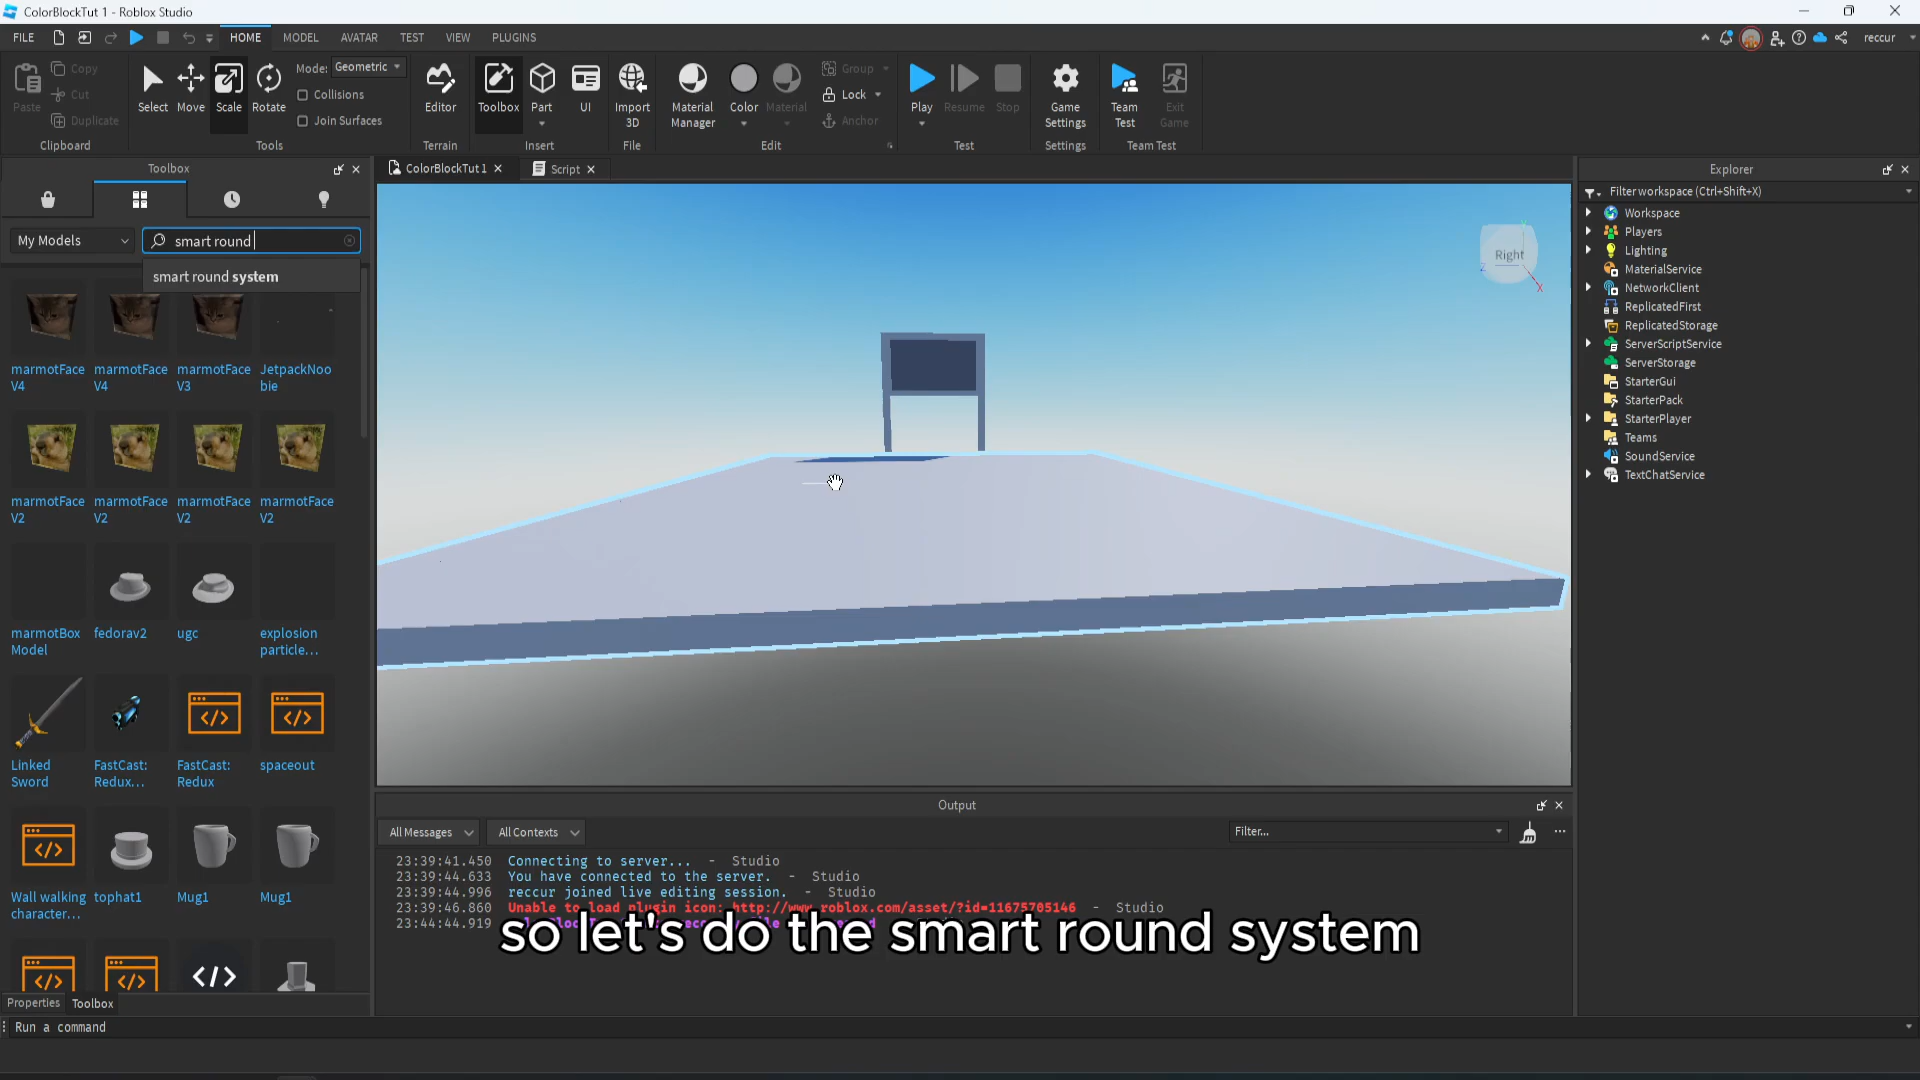 ColorBlockTut 1 - Roblox Studio
FILE HOME MODEL AVATAR TEST VIEW PLUGINS reccur
Paste
Copy
Cut
Duplicate
Clipboard
Select Move Scale Rotate
Mode: Geometric
Collisions
Join Surfaces
Tools
Editor
Terrain
Toolbox Part UI
Insert
Import
3D
File
Material
Manager
Color
Material
Group
Lock
Anchor
Edit
Play Resume Stop
Test
Game
Settings
Settings
Team
Test
Exit
Game
Team Test
Toolbox
My Models
smart round
smart round system
marmotFace
V4
marmotFace
V4
marmotFace
V3
JetpackNoo
bie
marmotFace
V2
marmotFace
V2
marmotFace
V2
marmotFace
V2
marmotBox
Model
fedorav2
ugc
explosion
particle...
Linked
Sword
FastCast:
Redux...
FastCast:
Redux
spaceout
Wall walking
character...
tophat1
Mug1
Mug1
Properties Toolbox
Run a command
ColorBlockTut 1
Script
Right
Z
X
Output
All Messages All Contexts Filter...
23:39:41.450 Connecting to server... - Studio
23:39:44.633 You have connected to the server. - Studio
23:39:44.996 reccur joined live editing session. - Studio
23:39:46.860 Unable to load plugin icon: http://www.roblox.com/asset/?id=11675705146 - Studio
23:44:44.919
so let's do the smart round system
Explorer
Filter workspace (Ctrl+Shift+X)
Workspace
Players
Lighting
MaterialService
NetworkClient
ReplicatedFirst
ReplicatedStorage
ServerScriptService
ServerStorage
StarterGui
StarterPack
StarterPlayer
Teams
SoundService
TextChatService